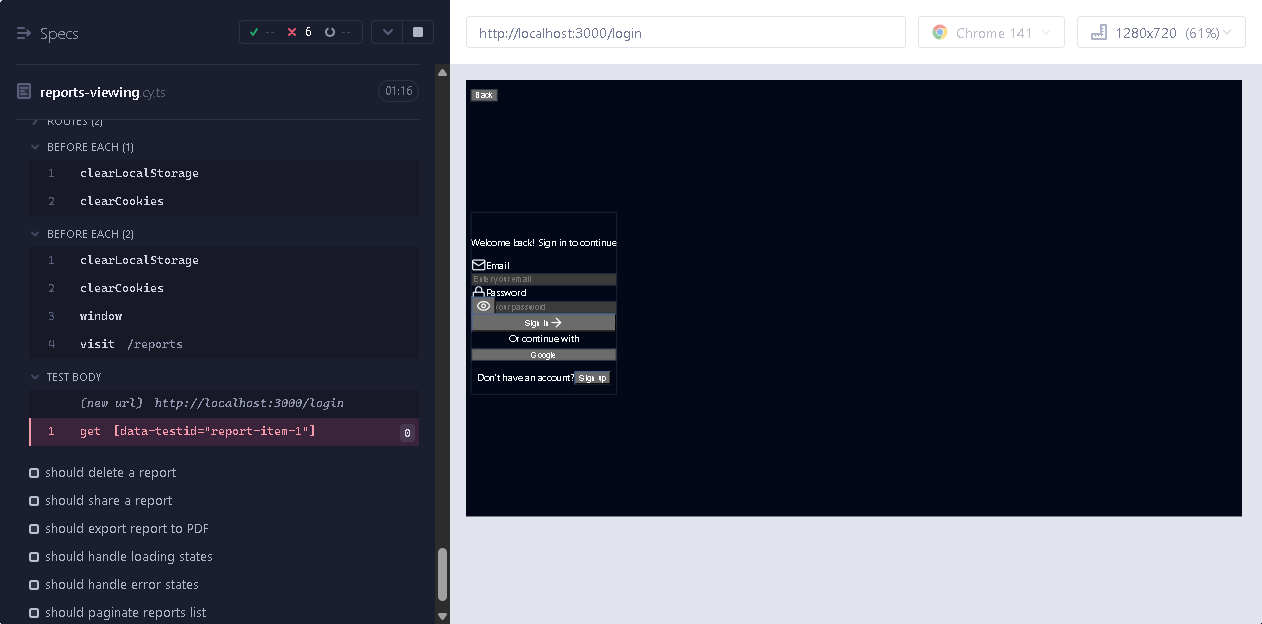 Specs
-- 6 --
reports-viewing.cy.ts
01:16
ROUTES (2)
BEFORE EACH (1)
1 clearLocalStorage
2 clearCookies
BEFORE EACH (2)
1 clearLocalStorage
2 clearCookies
3 window
4 visit /reports
TEST BODY
(new url) http://localhost:3000/login
1 get [data-testid="report-item-1"] 0
should delete a report
should share a report
should export report to PDF
should handle loading states
should handle error states
should paginate reports list
http://localhost:3000/login
Chrome 141
1280x720 (61%)
Back
Welcome back! Sign in to continue
Email
Enter your email
Password
your password
Sign In
Or continue with
Google
Don't have an account? Sign up